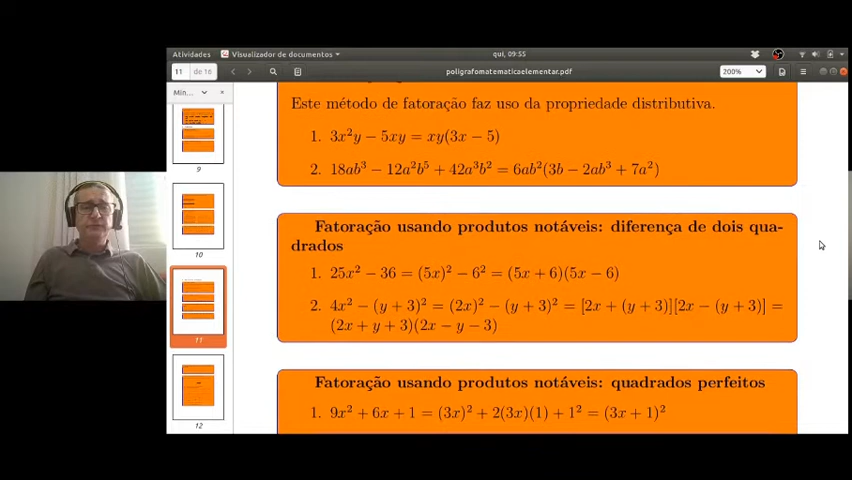 Atividades Visualizador de documentos qui, 09:55
11 de 16 poligrafomatematicaelementar.pdf 200%
Mín...
9
10
11
12
Este método de fatoração faz uso da propriedade distributiva.
1. 3x²y − 5xy = xy(3x − 5)
2. 18ab³ − 12a²b⁵ + 42a³b² = 6ab²(3b − 2ab³ + 7a²)
Fatoração usando produtos notáveis: diferença de dois qua-
drados
1. 25x² − 36 = (5x)² − 6² = (5x + 6)(5x − 6)
2. 4x² − (y + 3)² = (2x)² − (y + 3)² = [2x + (y + 3)][2x − (y + 3)] =
(2x + y + 3)(2x − y − 3)
Fatoração usando produtos notáveis: quadrados perfeitos
1. 9x² + 6x + 1 = (3x)² + 2(3x)(1) + 1² = (3x + 1)²